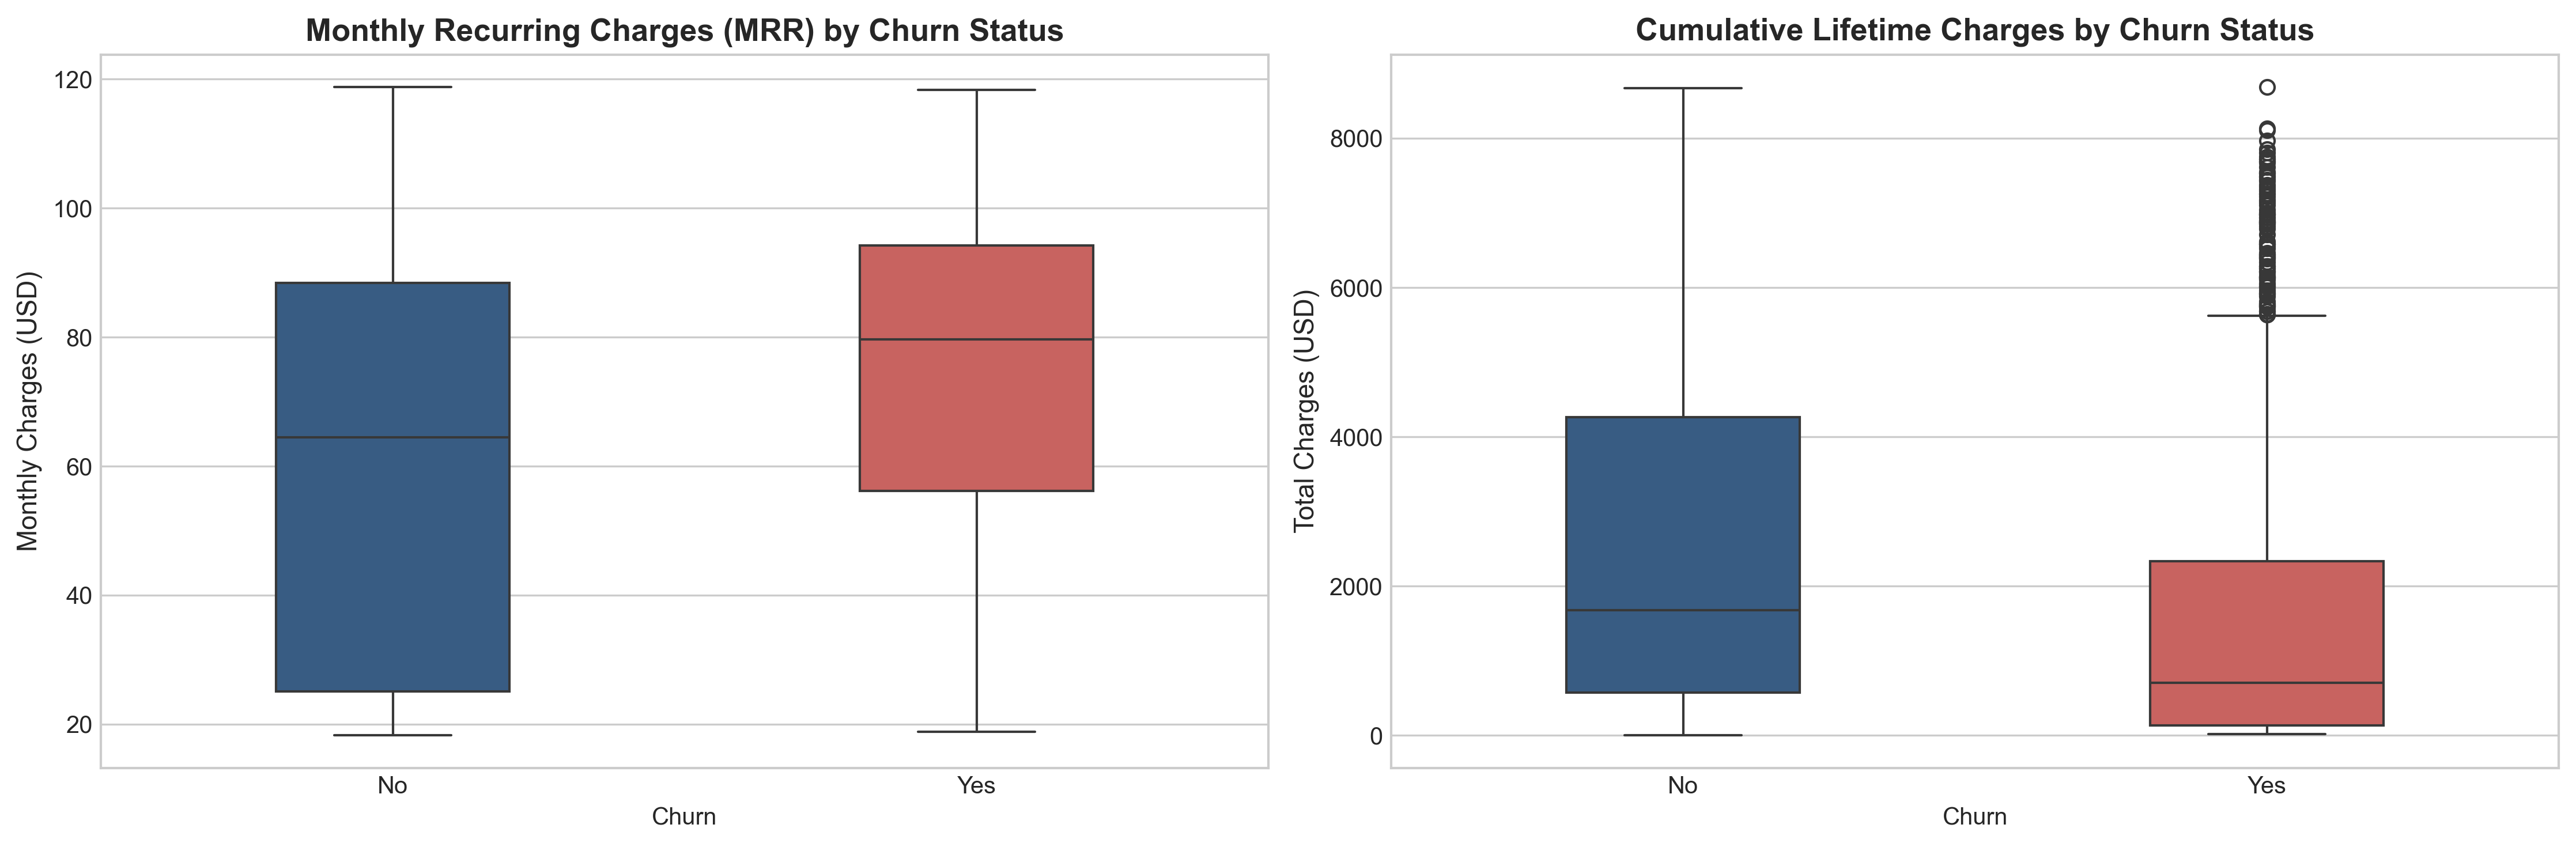 Monthly Recurring Charges (MRR) by Churn Status
Monthly Charges (USD)
120
100
80
60
40
20
No
Yes
Churn
Cumulative Lifetime Charges by Churn Status
Total Charges (USD)
8000
6000
4000
2000
0
No
Yes
Churn